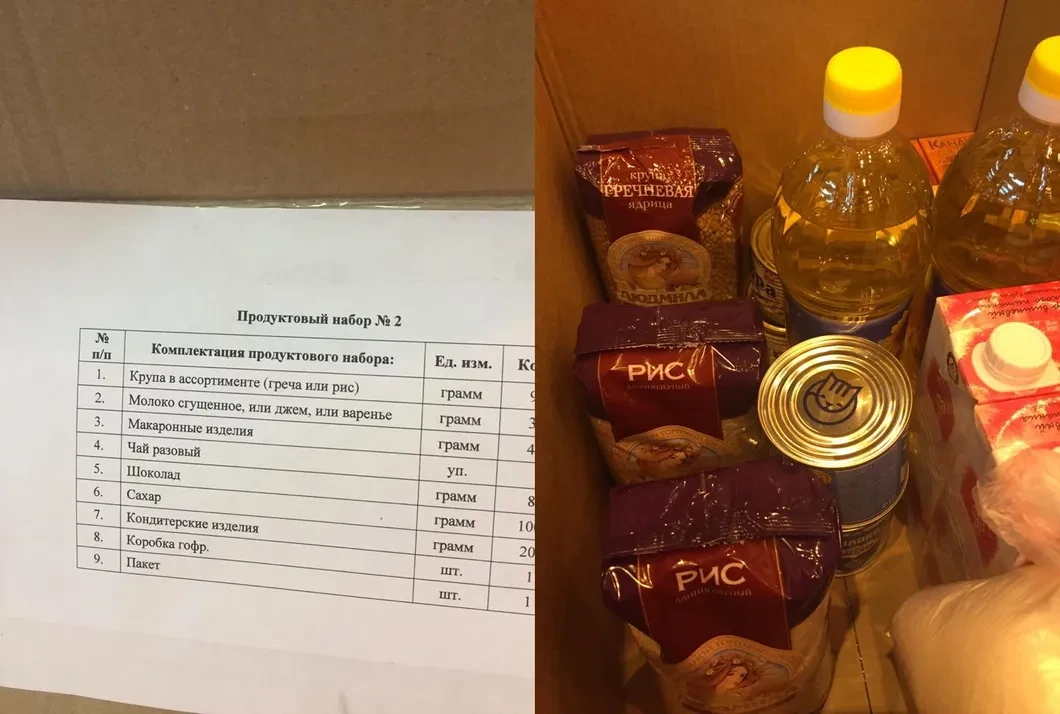 Продуктовый набор № 2
№ п/п Комплектация продуктового набора: Ед. изм.
1. Крупа в ассортименте (греча или рис) грамм
2. Молоко сгущенное, или джем, или варенье грамм
3. Макаронные изделия грамм
4. Чай разовый уп.
5. Шоколад грамм
6. Сахар грамм
7. Кондитерские изделия грамм
8. Коробка гофр. шт.
9. Пакет шт.
крупа
ГРЕЧНЕВАЯ
ядрица
ЛЮДМИЛА
РИС
длиннозерный
РИС
длиннозерный